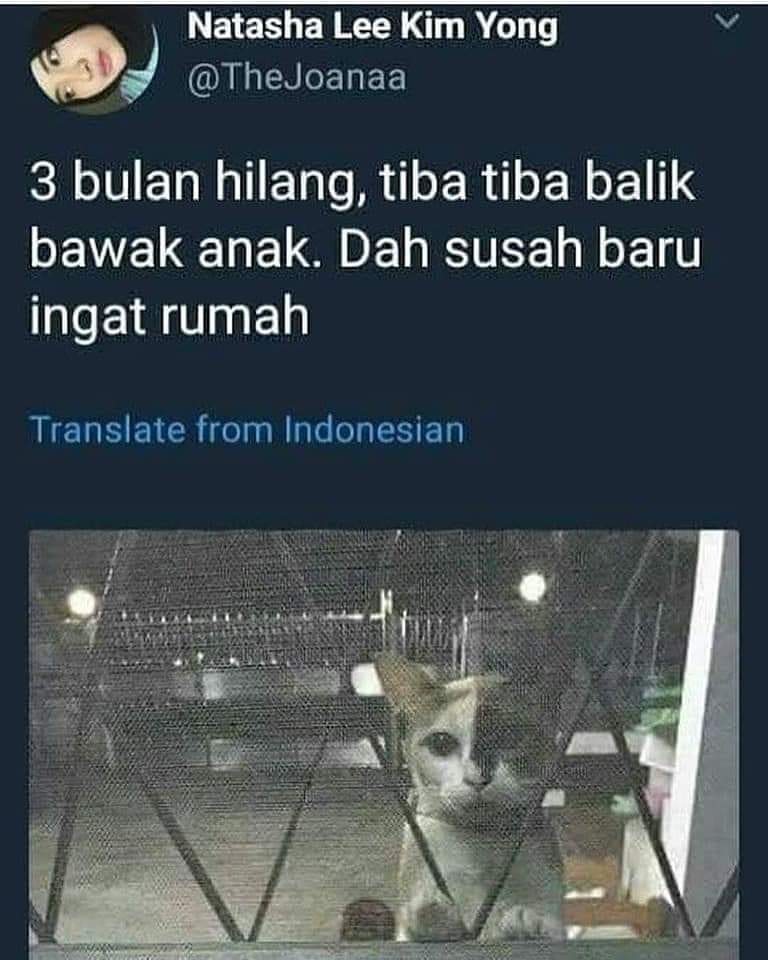 Natasha Lee Kim Yong
@TheJoanaa
3 bulan hilang, tiba tiba balik
bawak anak. Dah susah baru
ingat rumah
Translate from Indonesian